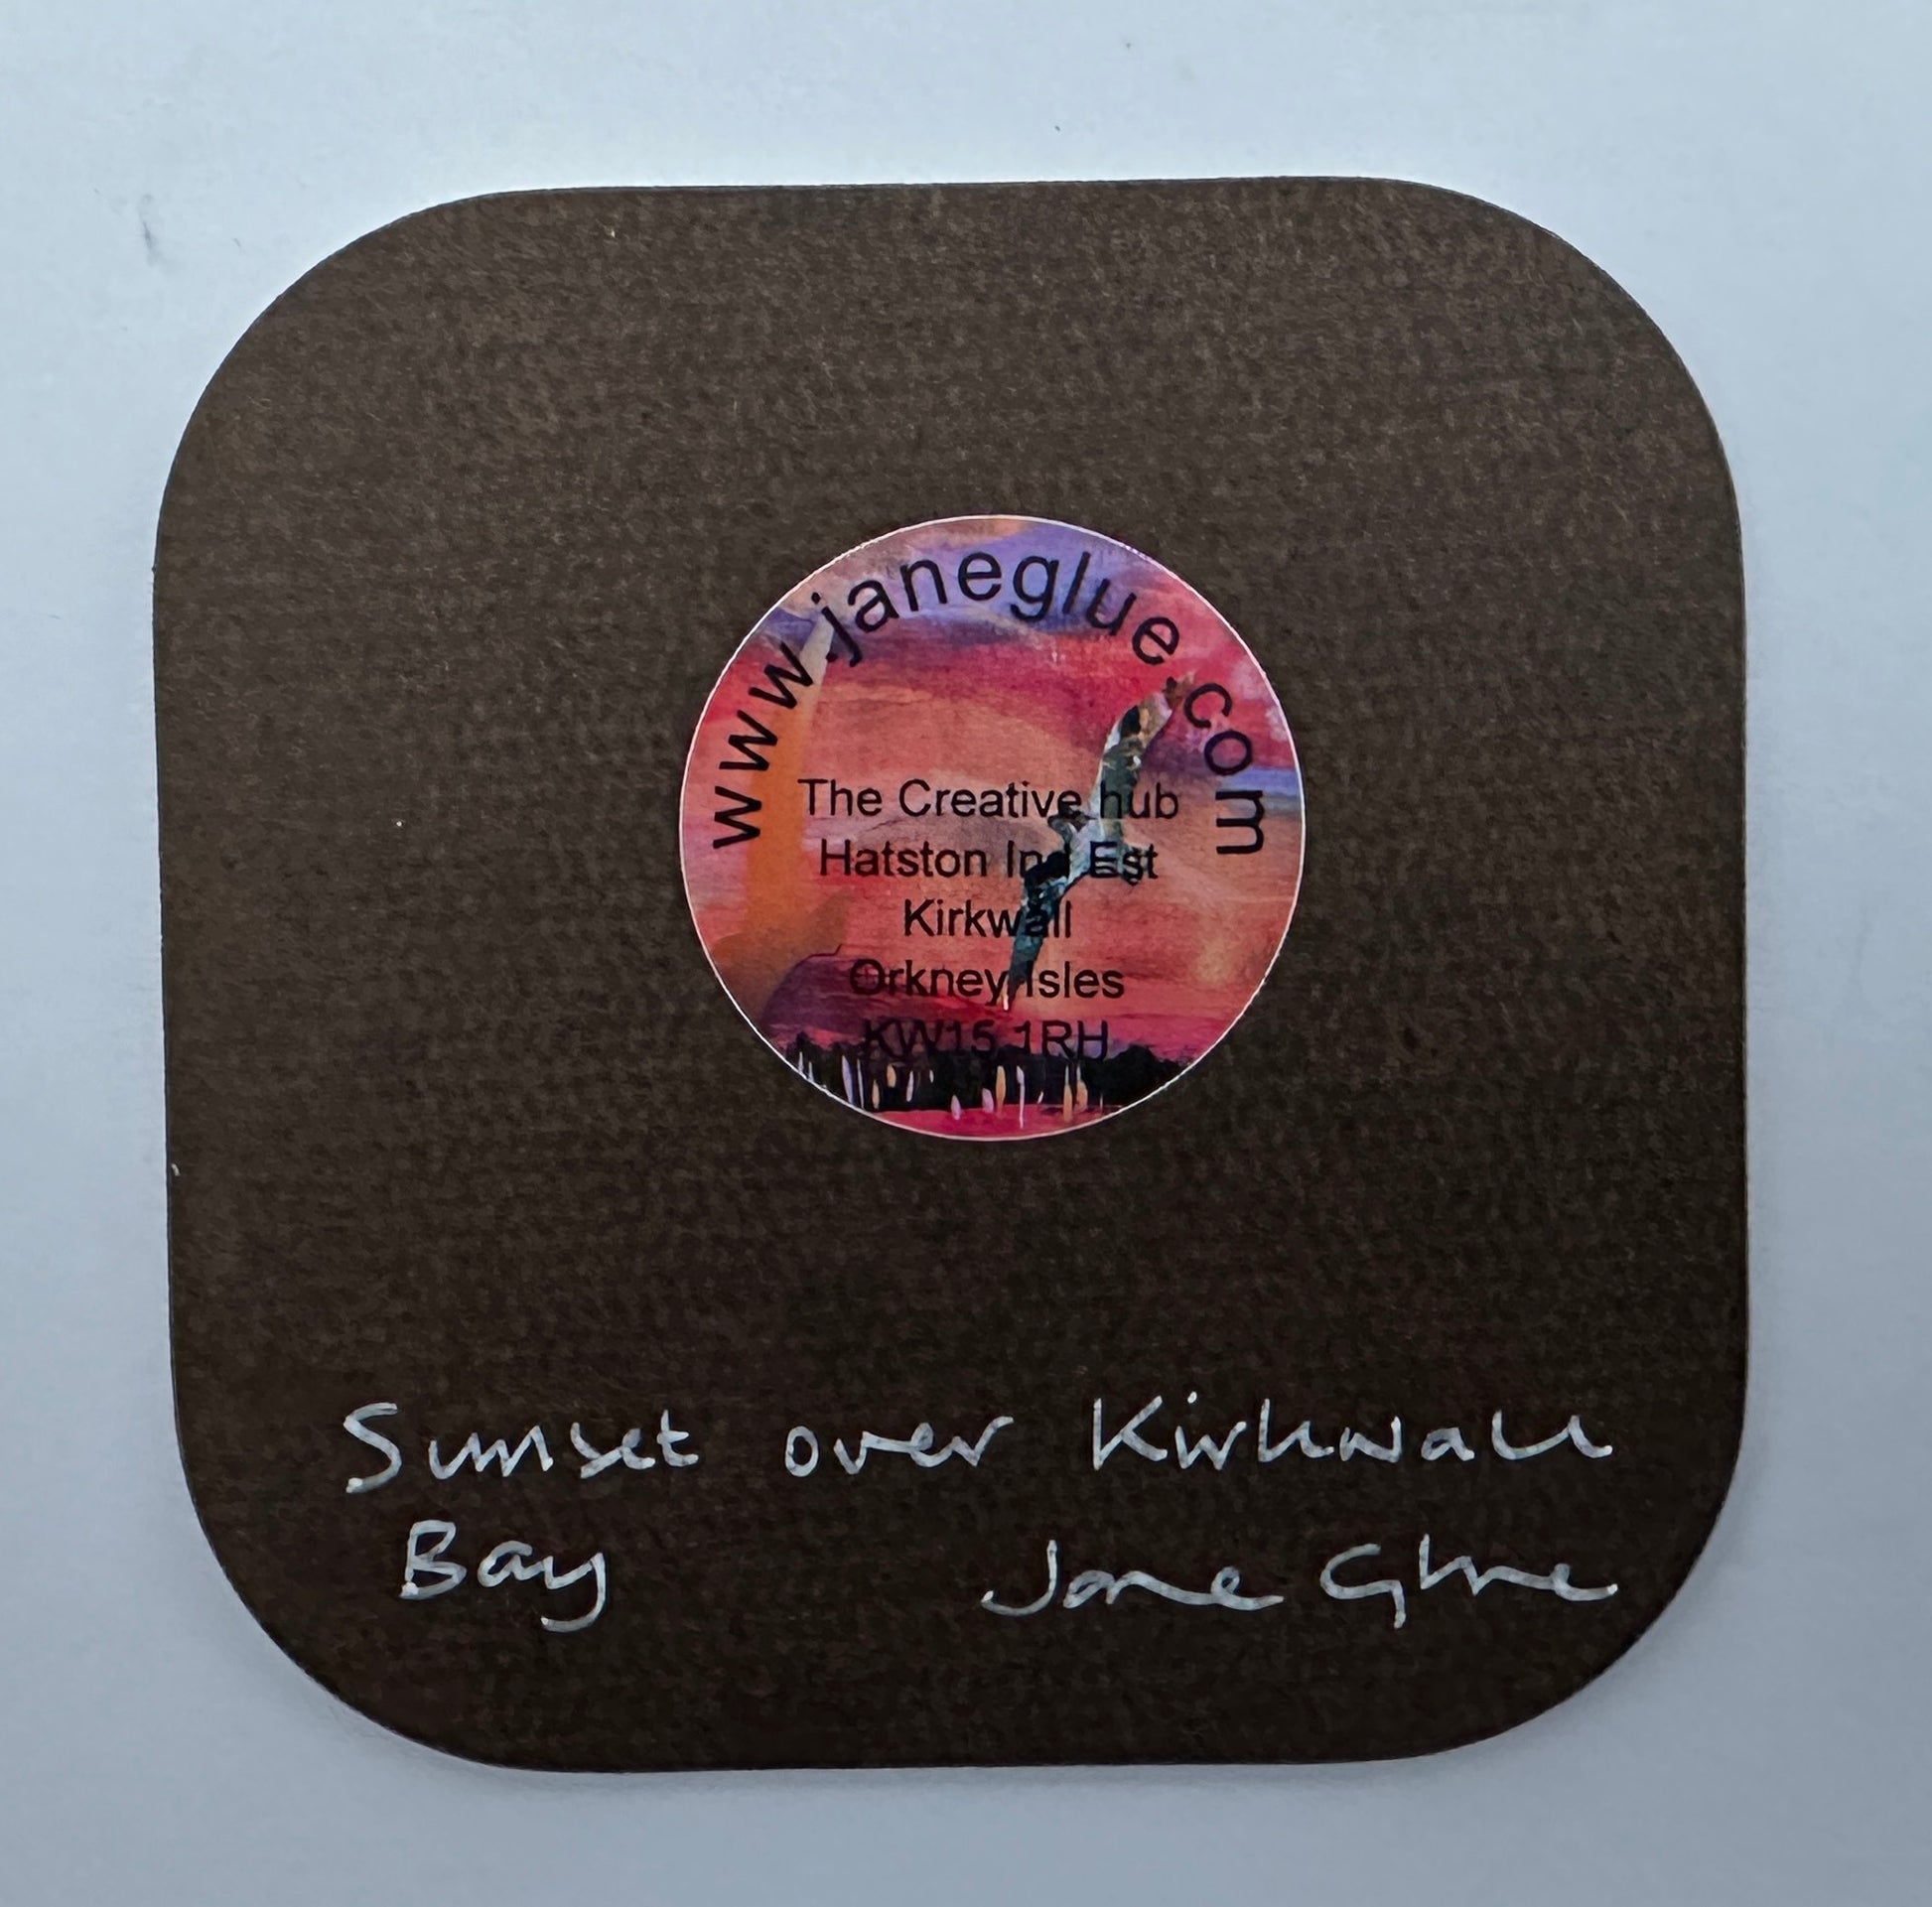 www.janeglue.com
The Creative hub
Hatston Ind Est
Kirkwall
Orkney Isles
KW15 1RH
Sunset over Kirkwall
Bay Jane Glue